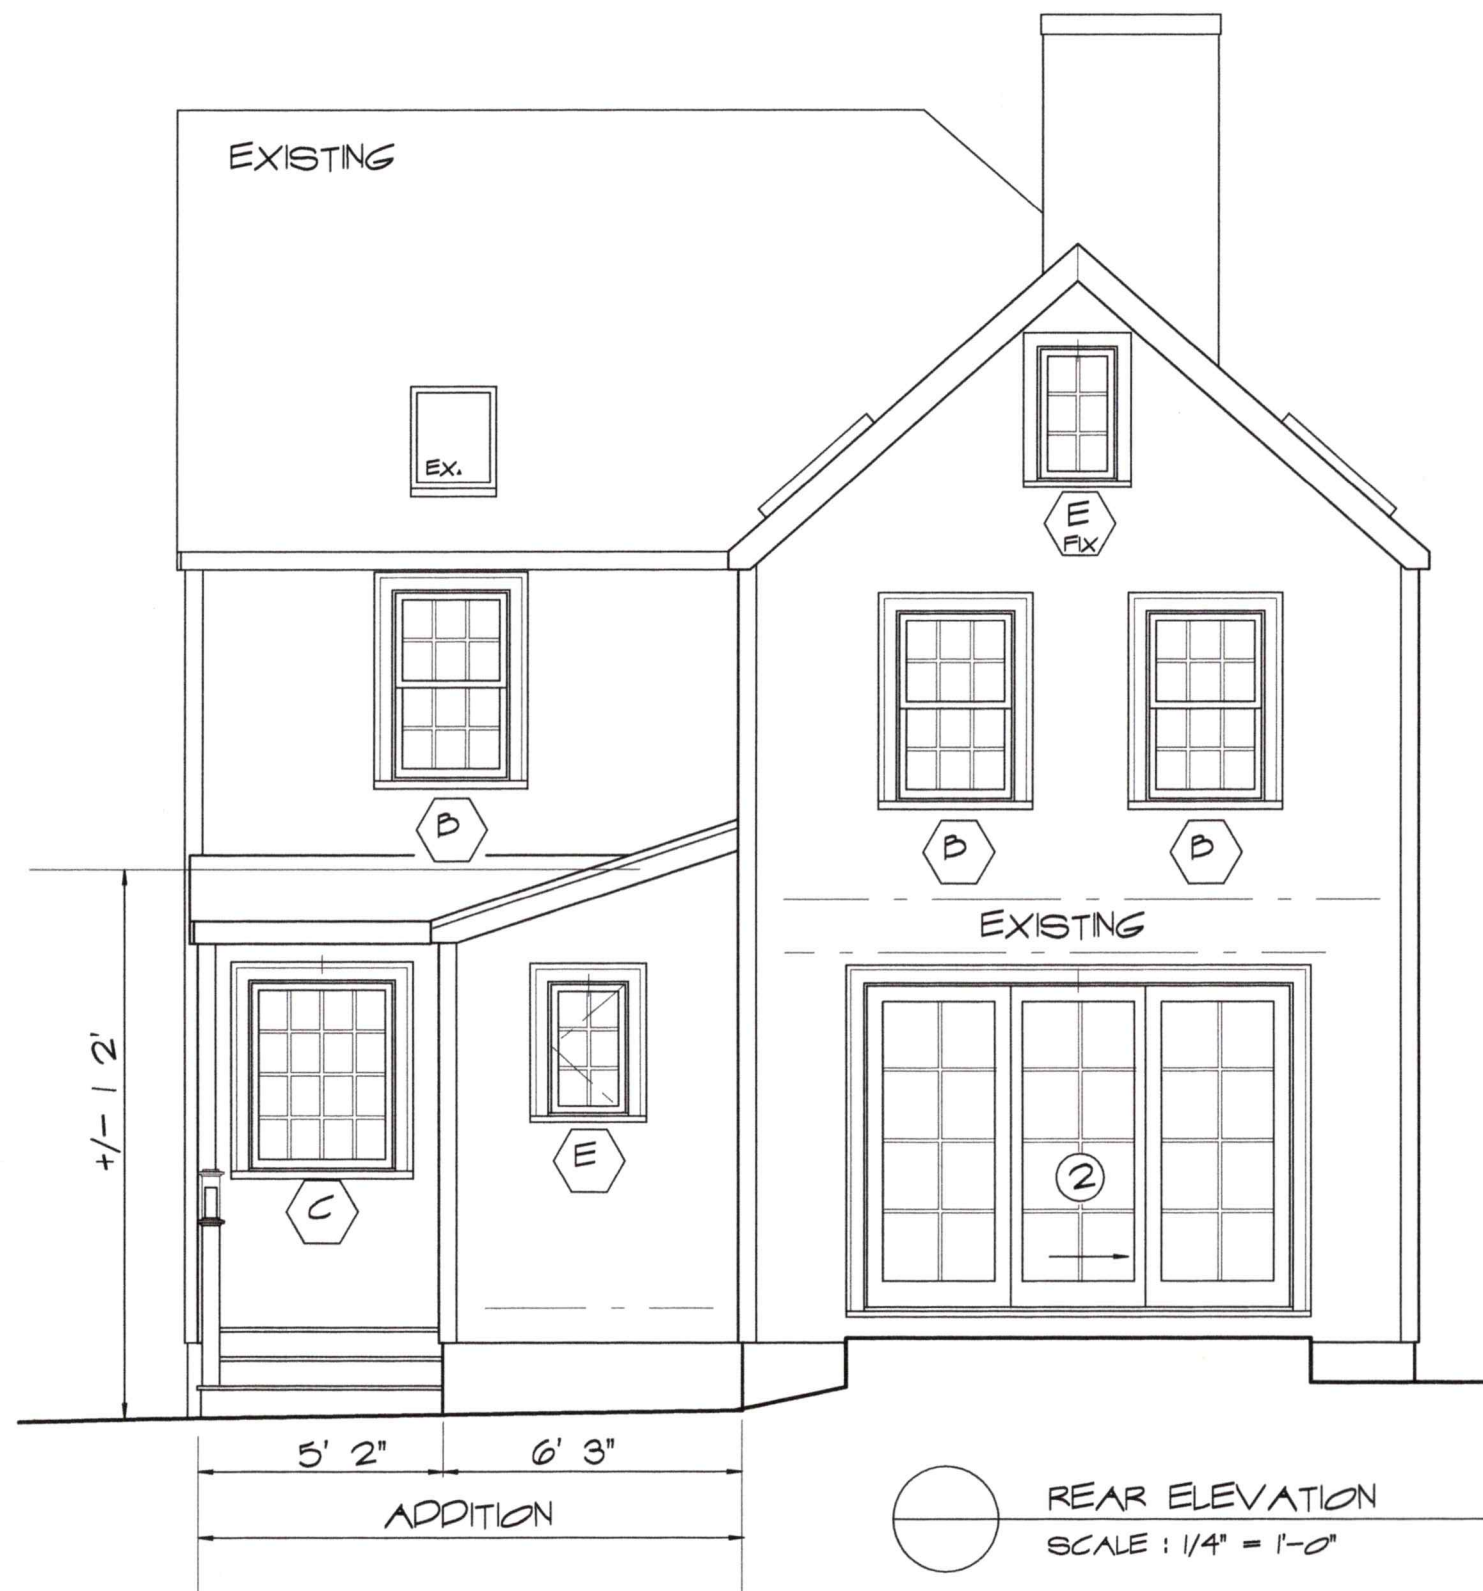 EXISTING
EX.
E
FIX
B
B
B
EXISTING
+/- 12'
C
E
2
5' 2"
6' 3"
ADDITION
REAR ELEVATION
SCALE : 1/4" = 1'-0"